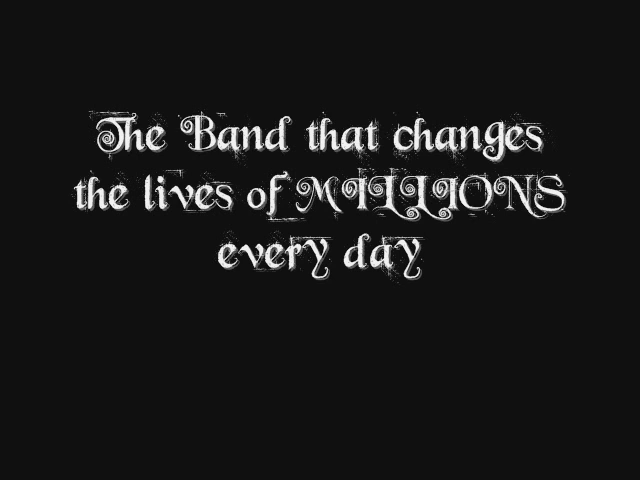 The Band that changes
the lives of MILLIONS
every day